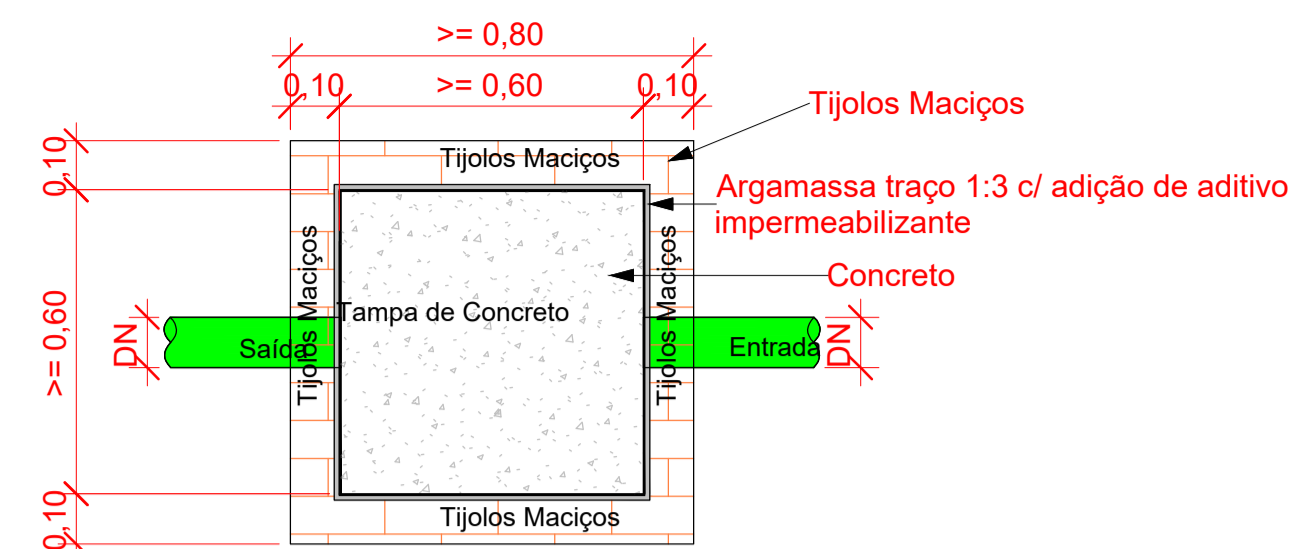 >= 0,80
0,10
>= 0,60
0,10
Tijolos Maciços
0,10
Tijolos Maciços
Argamassa traço 1:3 c/ adição de aditivo
impermeabilizante
Tijolos Maciços
Tijolos Maciços
Concreto
>= 0,60
Tampa de Concreto
DN
Saída
Entrada
DN
0,10
Tijolos Maciços